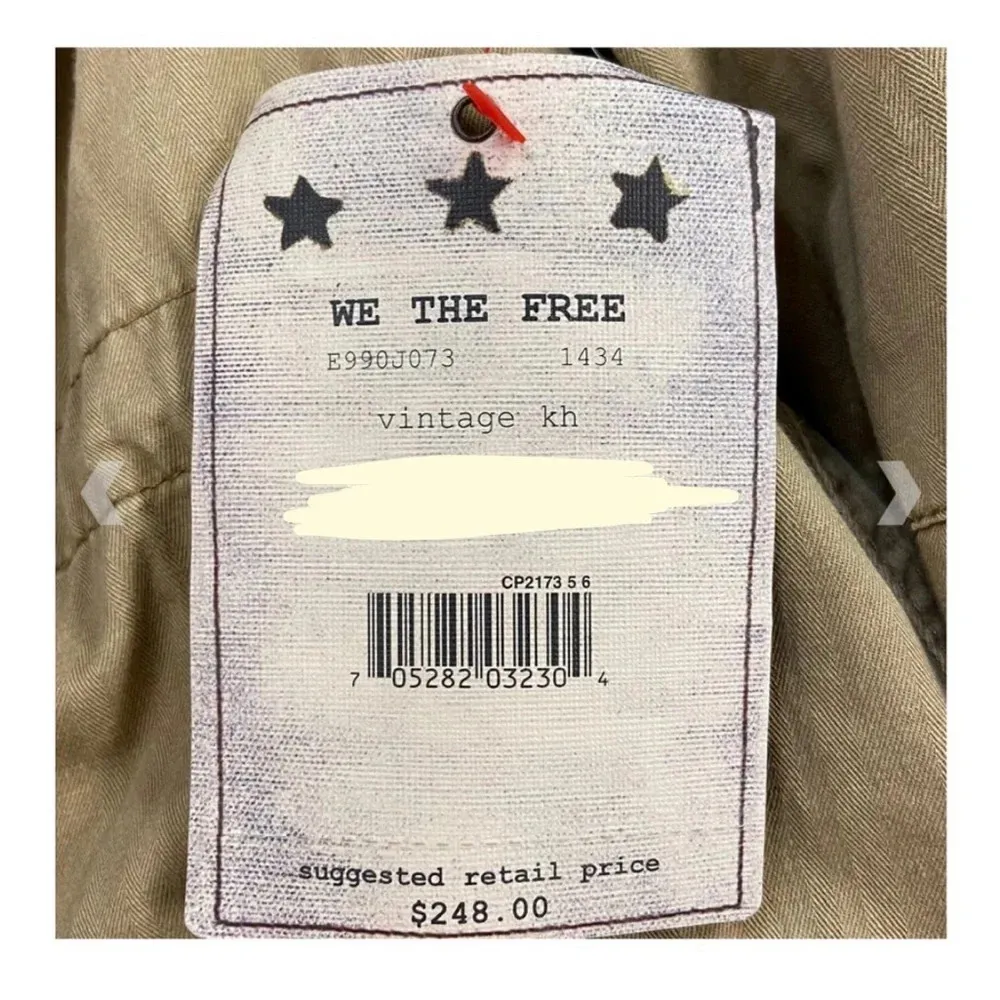 WE THE FREE
E990J073 1434
vintage kh
CP2173 5 6
7 05282 03230 4
suggested retail price
$248.00